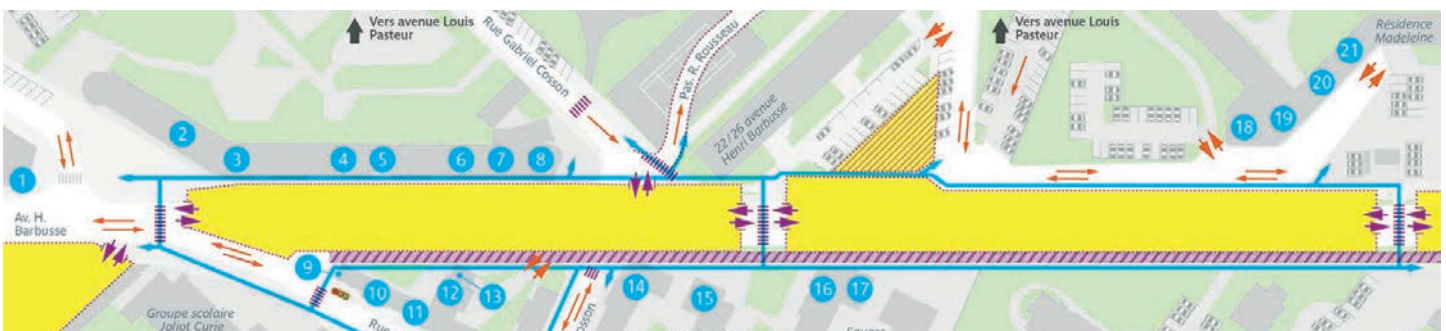 Vers avenue Louis
Pasteur
Vers avenue Louis
Pasteur
Résidence
Madeleine
Rue Gabriel Cosson
Pas. R. Rousseau
22/26 avenue
Henri Barbusse
1
2
3
4
5
6
7
8
18
19
20
21
Av. H.
Barbusse
9
10
11
12
13
14
15
16
17
Groupe scolaire
Joliot Curie
Rue